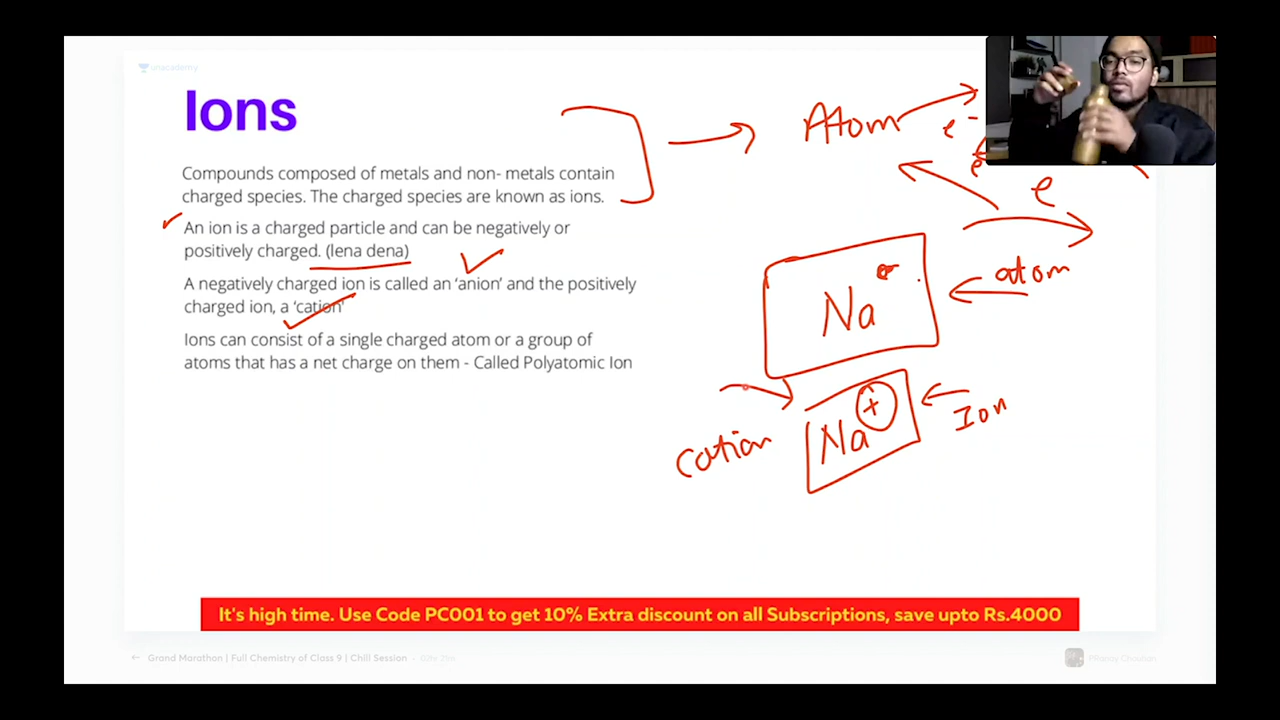 unacademy
Ions
Compounds composed of metals and non- metals contain
charged species. The charged species are known as ions.
An ion is a charged particle and can be negatively or
positively charged. (lena dena)
A negatively charged ion is called an ‘anion’ and the positively
charged ion, a ‘cation’
Ions can consist of a single charged atom or a group of
atoms that has a net charge on them - Called Polyatomic Ion
Atom
e-
e-
e
Na
atom
Na+
Ion
cation
It's high time. Use Code PC001 to get 10% Extra discount on all Subscriptions, save upto Rs.4000
Grand Marathon | Full Chemistry of Class 9 | Chill Session
PRanay Chouhan